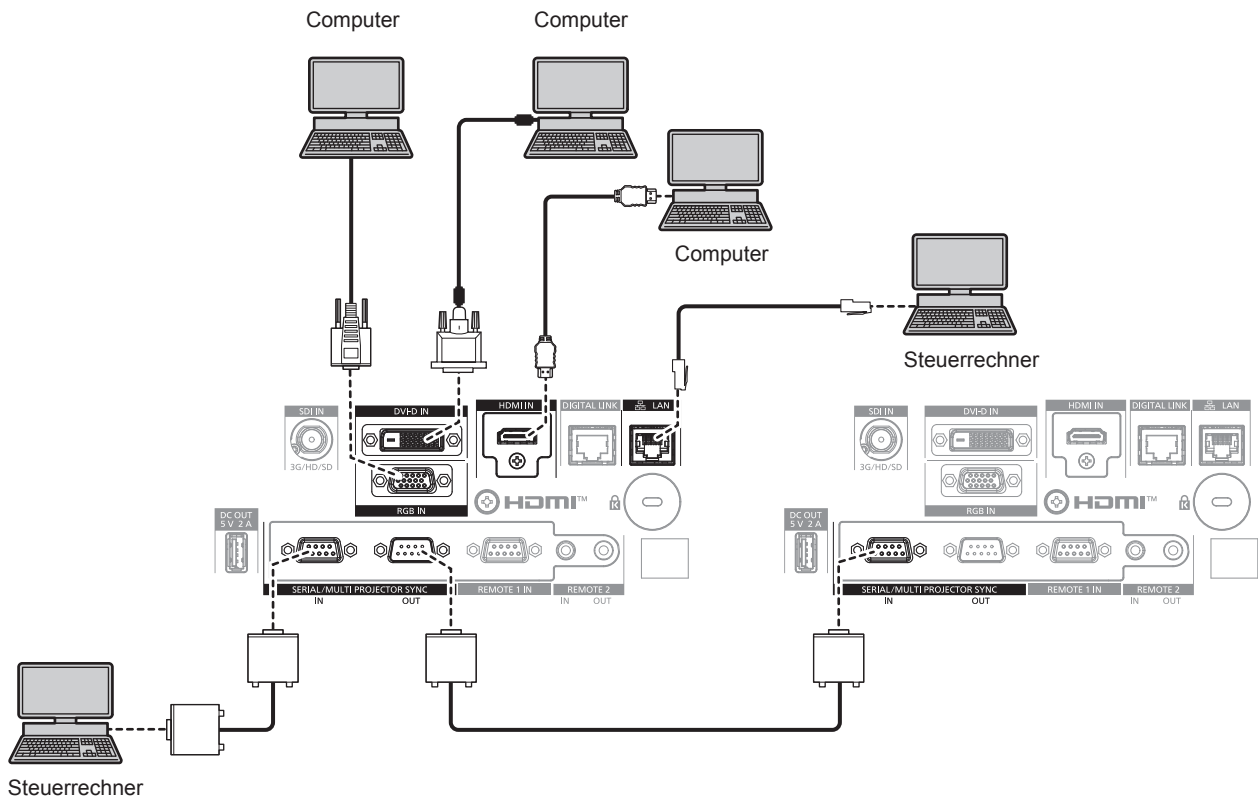 Computer
Computer
Computer
Steuerrechner
SDI IN
3G/HD/SD
DVI-D IN
RGB IN
HDMI IN
HDMI™
DIGITAL LINK
LAN
K
DC OUT
5 V 2 A
SERIAL/MULTI PROJECTOR SYNC
IN OUT
REMOTE 1 IN
REMOTE 2
IN OUT
SDI IN
3G/HD/SD
DVI-D IN
RGB IN
HDMI IN
HDMI™
DIGITAL LINK
LAN
K
DC OUT
5 V 2 A
SERIAL/MULTI PROJECTOR SYNC
IN OUT
REMOTE 1 IN
REMOTE 2
IN OUT
Steuerrechner